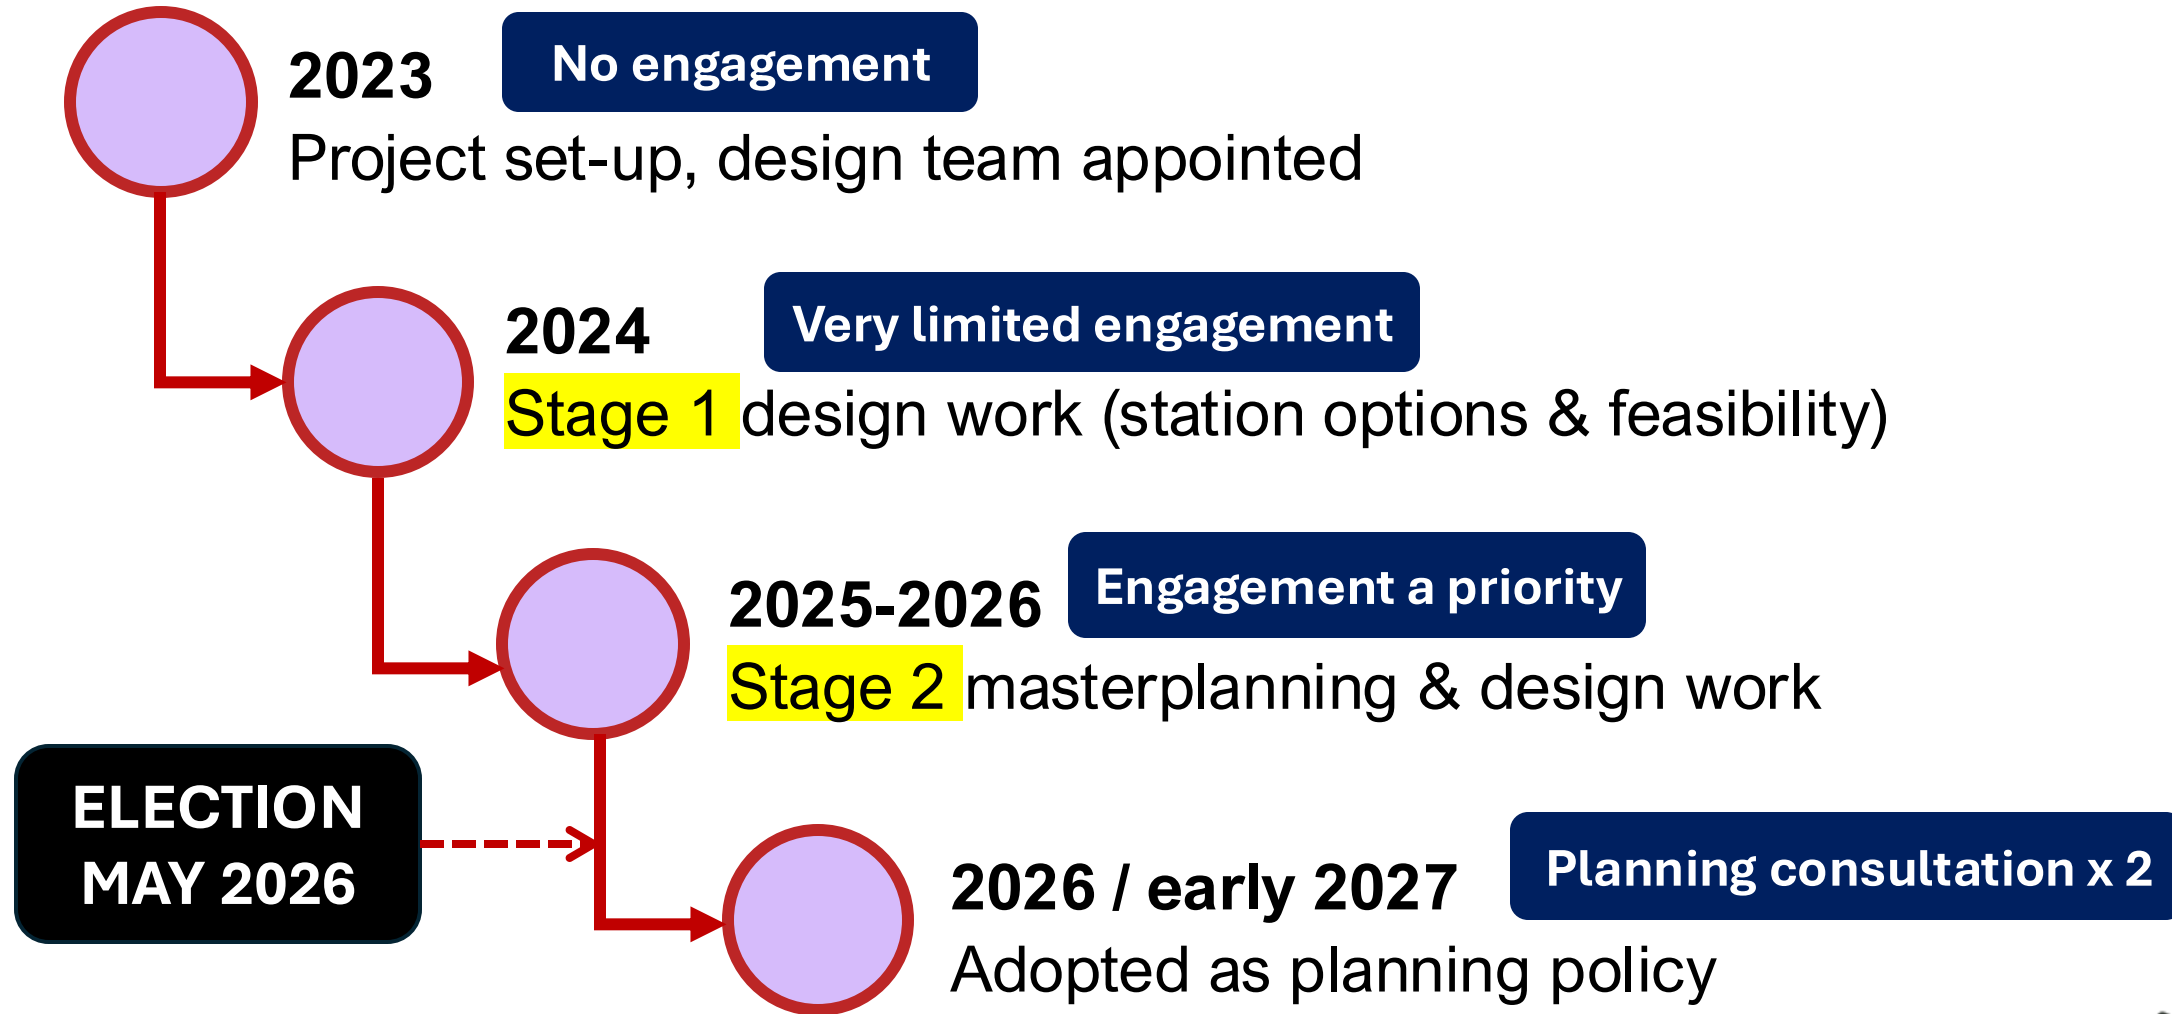 2023
No engagement
Project set-up, design team appointed
2024
Very limited engagement
Stage 1 design work (station options & feasibility)
2025-2026
Engagement a priority
Stage 2 masterplanning & design work
ELECTION
MAY 2026
2026 / early 2027
Planning consultation x 2
Adopted as planning policy